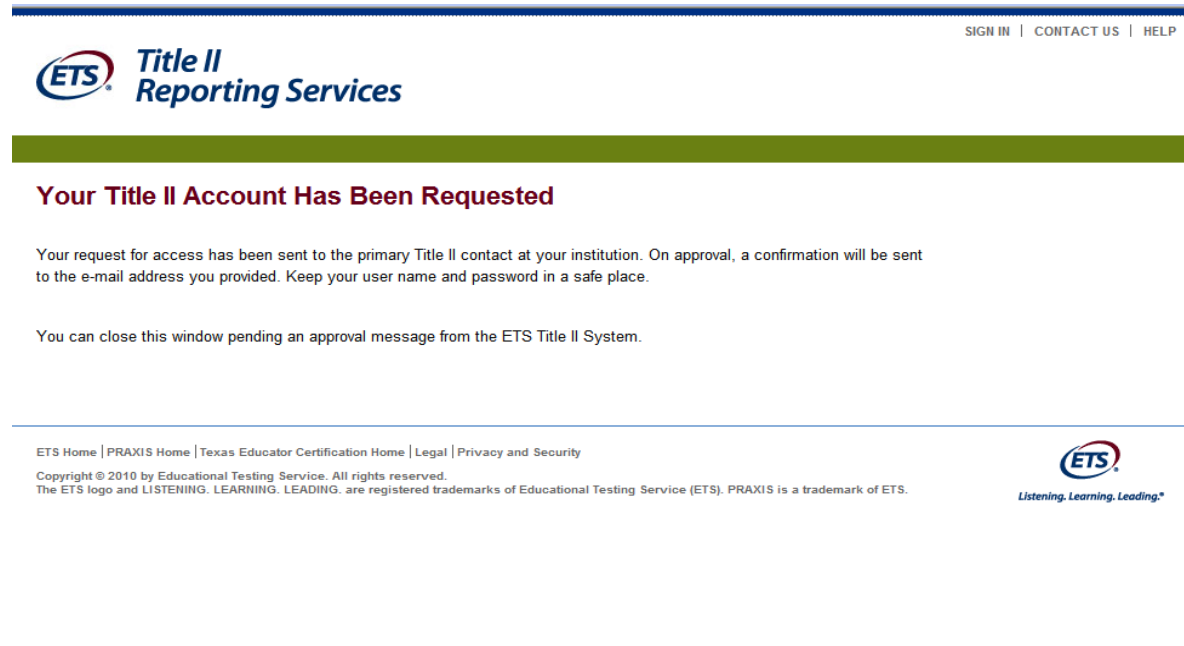 SIGN IN | CONTACT US | HELP
ETS®
Title II
Reporting Services
Your Title II Account Has Been Requested
Your request for access has been sent to the primary Title II contact at your institution. On approval, a confirmation will be sent
to the e-mail address you provided. Keep your user name and password in a safe place.
You can close this window pending an approval message from the ETS Title II System.
ETS Home | PRAXIS Home | Texas Educator Certification Home | Legal | Privacy and Security
Copyright © 2010 by Educational Testing Service. All rights reserved.
The ETS logo and LISTENING. LEARNING. LEADING. are registered trademarks of Educational Testing Service (ETS). PRAXIS is a trademark of ETS.
ETS®
Listening. Learning. Leading.®